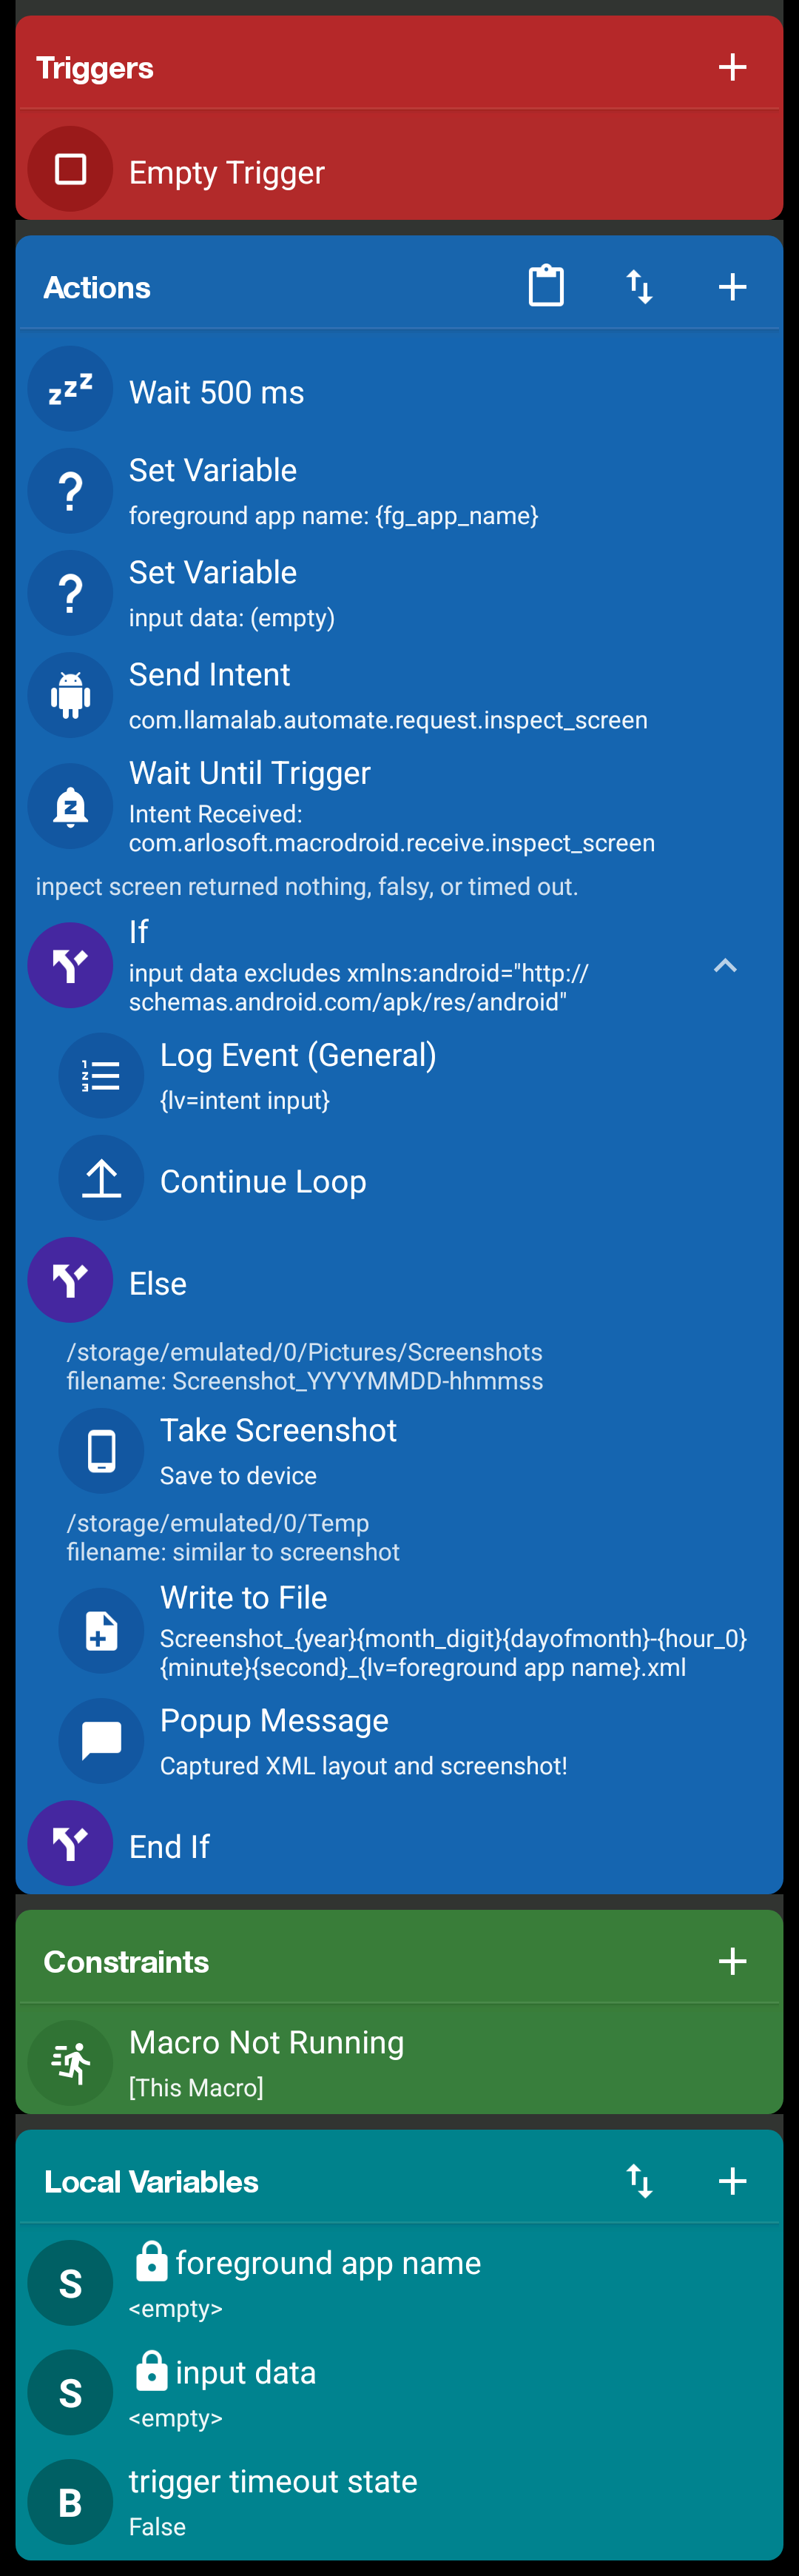 Triggers
Empty Trigger
Actions
zzz
Wait 500 ms
?
Set Variable
foreground app name: {fg_app_name}
?
Set Variable
input data: (empty)
Send Intent
com.llamalab.automate.request.inspect_screen
Z
Wait Until Trigger
Intent Received:
com.arlosoft.macrodroid.receive.inspect_screen
inpect screen returned nothing, falsy, or timed out.
If
input data excludes xmlns:android="http://
schemas.android.com/apk/res/android"
1
2
3
Log Event (General)
{lv=intent input}
Continue Loop
Else
/storage/emulated/0/Pictures/Screenshots
filename: Screenshot_YYYYMMDD-hhmmss
Take Screenshot
Save to device
/storage/emulated/0/Temp
filename: similar to screenshot
Write to File
Screenshot_{year}{month_digit}{dayofmonth}-{hour_0}
{minute}{second}_{lv=foreground app name}.xml
Popup Message
Captured XML layout and screenshot!
End If
Constraints
Macro Not Running
[This Macro]
Local Variables
S
foreground app name
<empty>
S
input data
<empty>
B
trigger timeout state
False